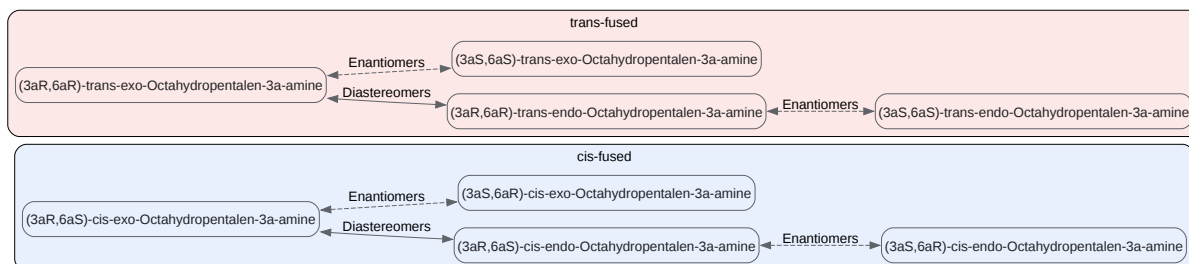 trans-fused
Enantiomers
(3aS,6aS)-trans-exo-Octahydropentalen-3a-amine
(3aR,6aR)-trans-exo-Octahydropentalen-3a-amine
Diastereomers
(3aR,6aR)-trans-endo-Octahydropentalen-3a-amine
Enantiomers
(3aS,6aS)-trans-endo-Octahydropentalen-3a-amine
cis-fused
Enantiomers
(3aS,6aR)-cis-exo-Octahydropentalen-3a-amine
(3aR,6aS)-cis-exo-Octahydropentalen-3a-amine
Diastereomers
(3aR,6aS)-cis-endo-Octahydropentalen-3a-amine
Enantiomers
(3aS,6aR)-cis-endo-Octahydropentalen-3a-amine